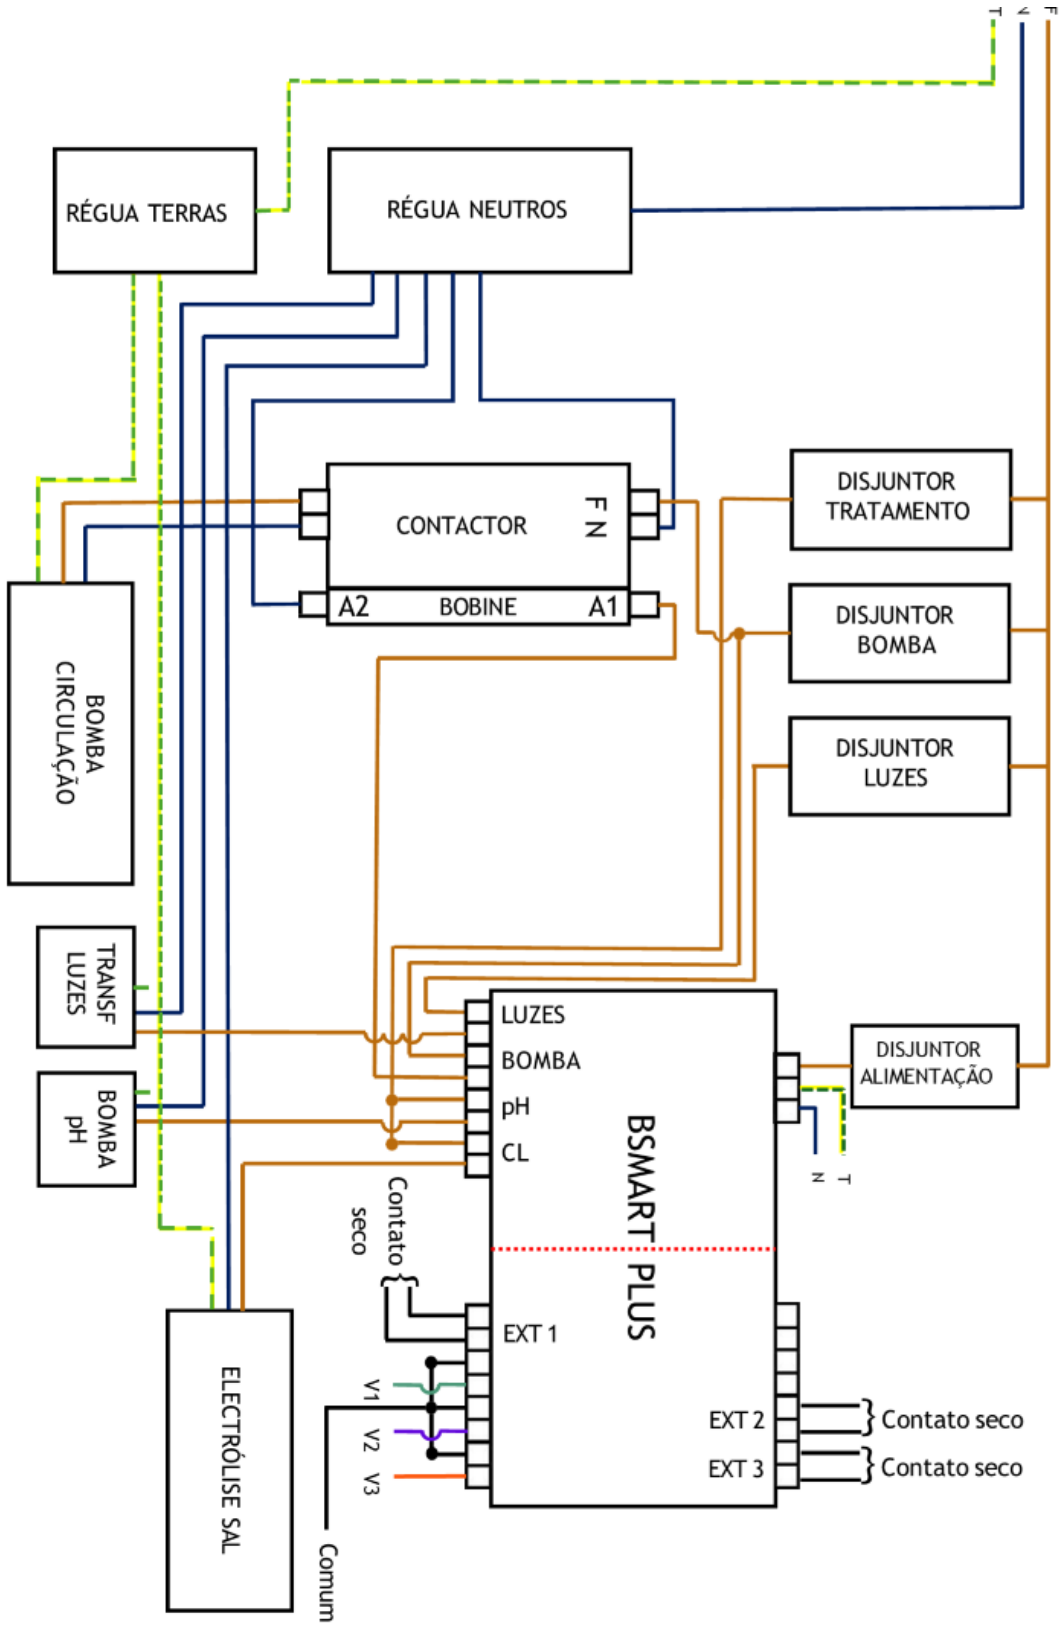 T
N
F
RÉGUA TERRAS
RÉGUA NEUTROS
CONTACTOR
F N
A2
BOBINE
A1
DISJUNTOR
TRATAMENTO
DISJUNTOR
BOMBA
DISJUNTOR
LUZES
BOMBA
CIRCULAÇÃO
TRANSF
LUZES
BOMBA
pH
LUZES
BOMBA
pH
CL
DISJUNTOR
ALIMENTAÇÃO
N
T
BSMART PLUS
Contato
seco
EXT 1
V1
V2
V3
Comum
EXT 2
Contato seco
EXT 3
Contato seco
ELECTRÓLISE SAL